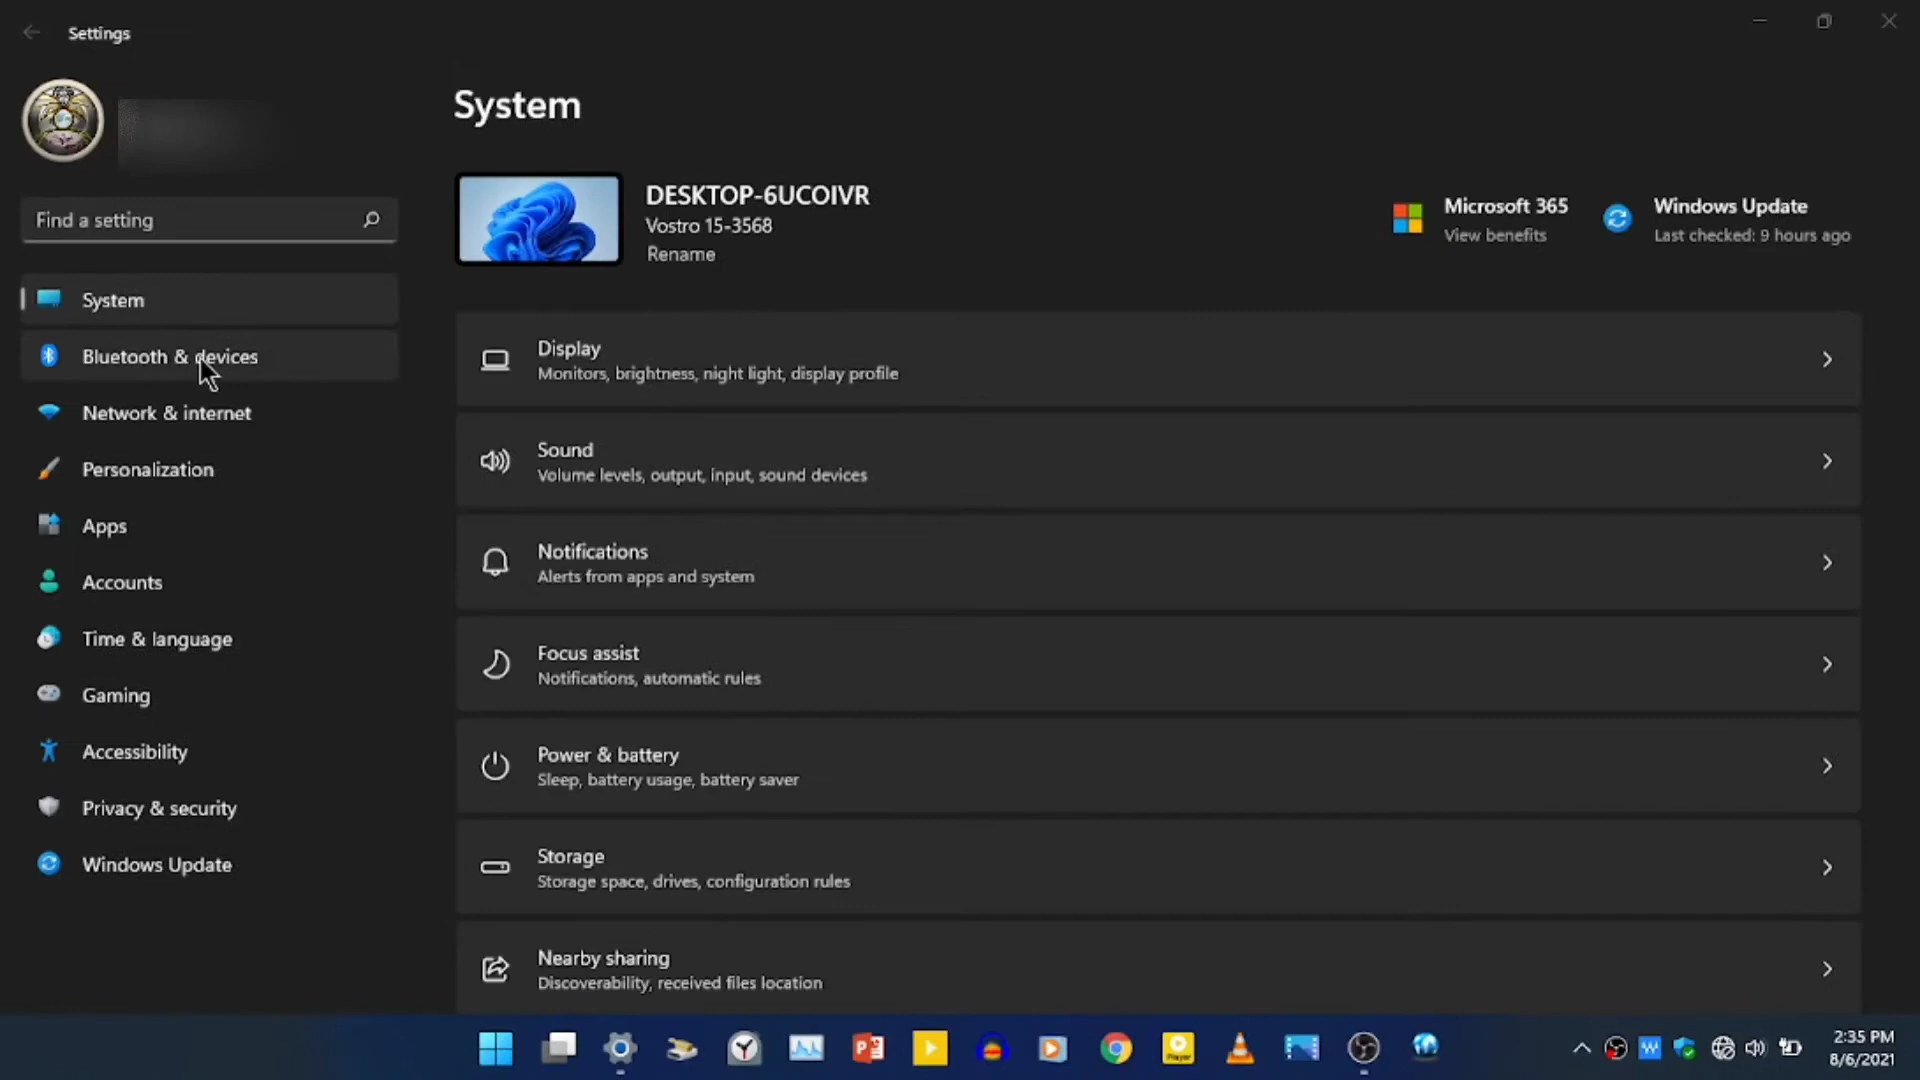 Settings
Find a setting
System
Bluetooth & devices
Network & internet
Personalization
Apps
Accounts
Time & language
Gaming
Accessibility
Privacy & security
Windows Update
System
DESKTOP-6UCOIVR
Vostro 15-3568
Rename
Microsoft 365
View benefits
Windows Update
Last checked: 9 hours ago
Display
Monitors, brightness, night light, display profile
Sound
Volume levels, output, input, sound devices
Notifications
Alerts from apps and system
Focus assist
Notifications, automatic rules
Power & battery
Sleep, battery usage, battery saver
Storage
Storage space, drives, configuration rules
Nearby sharing
Discoverability, received files location
2:35 PM
8/6/2021